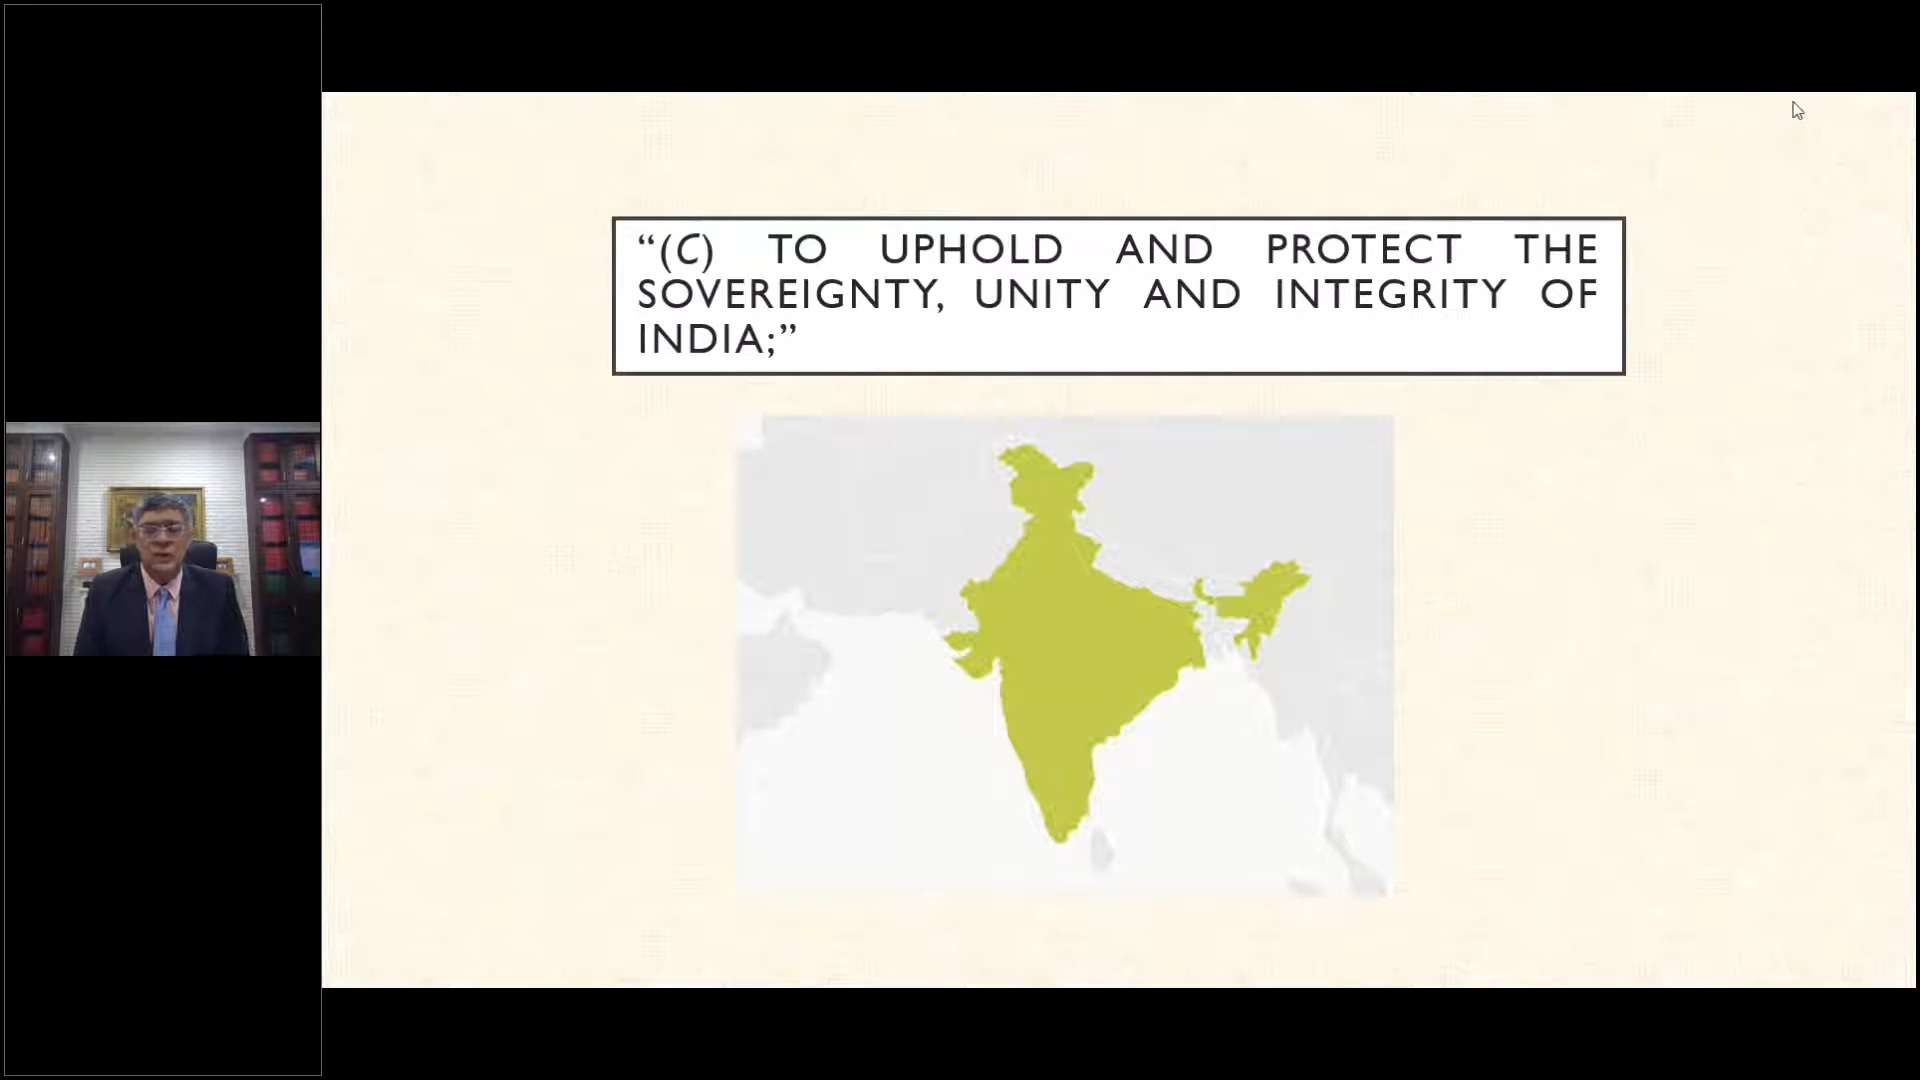 “(C) TO UPHOLD AND PROTECT THE
SOVEREIGNTY, UNITY AND INTEGRITY OF
INDIA;”